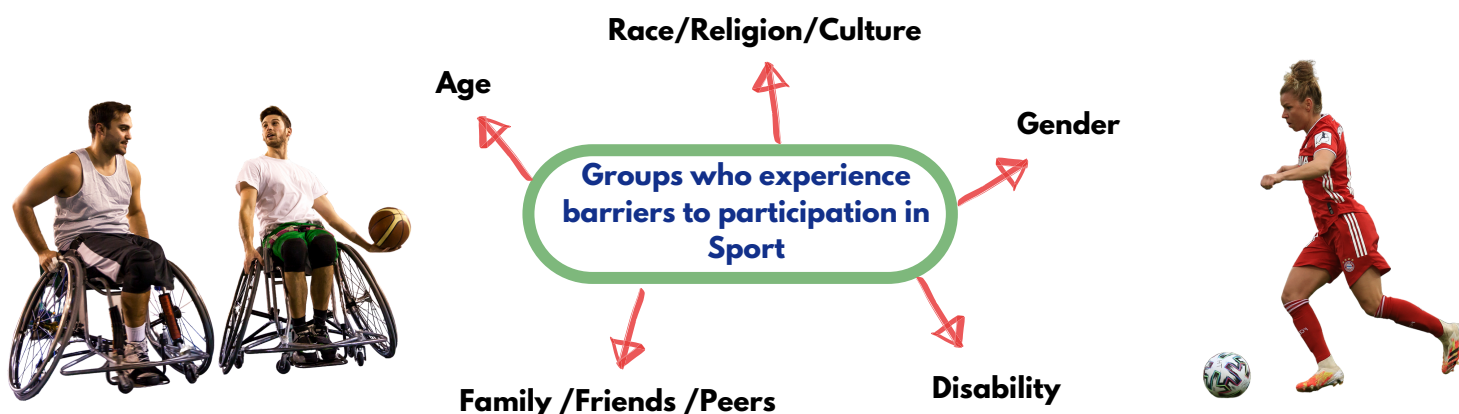 Race/Religion/Culture
Age
Gender
Groups who experience
barriers to participation in
Sport
Disability
Family /Friends /Peers